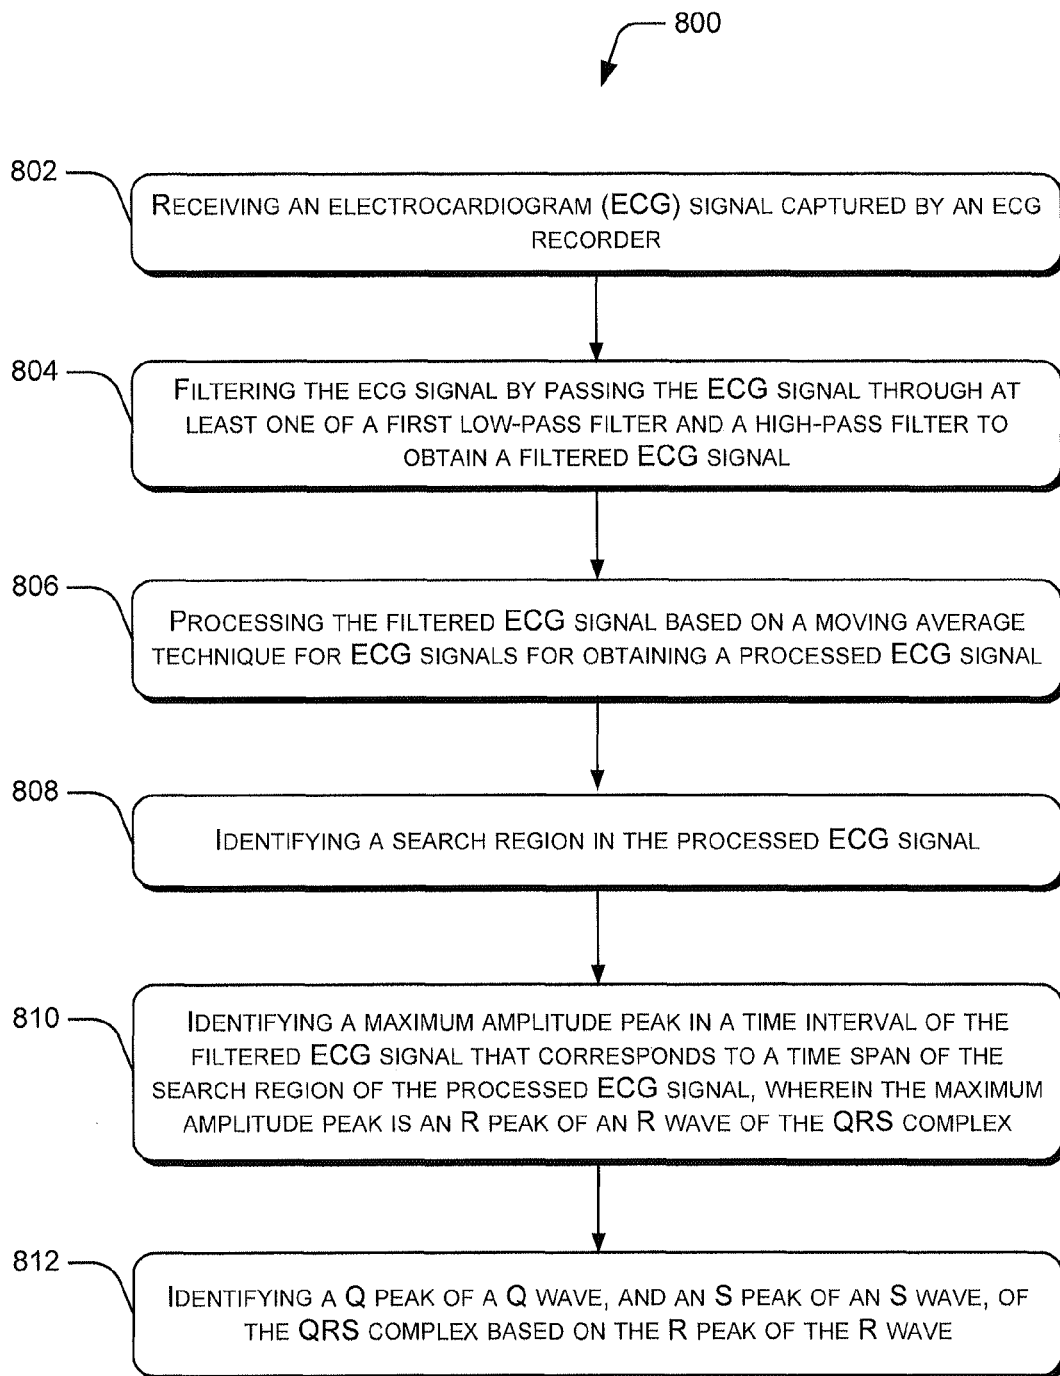 800
802
RECEIVING AN ELECTROCARDIOGRAM (ECG) SIGNAL CAPTURED BY AN ECG
RECORDER
804
FILTERING THE ECG SIGNAL BY PASSING THE ECG SIGNAL THROUGH AT
LEAST ONE OF A FIRST LOW-PASS FILTER AND A HIGH-PASS FILTER TO
OBTAIN A FILTERED ECG SIGNAL
806
PROCESSING THE FILTERED ECG SIGNAL BASED ON A MOVING AVERAGE
TECHNIQUE FOR ECG SIGNALS FOR OBTAINING A PROCESSED ECG SIGNAL
808
IDENTIFYING A SEARCH REGION IN THE PROCESSED ECG SIGNAL
810
IDENTIFYING A MAXIMUM AMPLITUDE PEAK IN A TIME INTERVAL OF THE
FILTERED ECG SIGNAL THAT CORRESPONDS TO A TIME SPAN OF THE
SEARCH REGION OF THE PROCESSED ECG SIGNAL, WHEREIN THE MAXIMUM
AMPLITUDE PEAK IS AN R PEAK OF AN R WAVE OF THE QRS COMPLEX
812
IDENTIFYING A Q PEAK OF A Q WAVE, AND AN S PEAK OF AN S WAVE, OF
THE QRS COMPLEX BASED ON THE R PEAK OF THE R WAVE